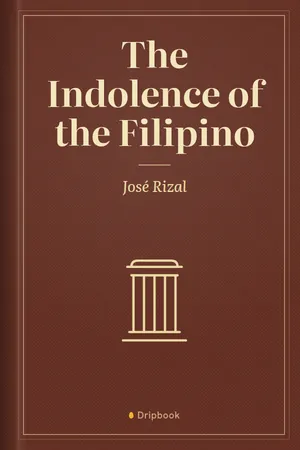 The
Indolence of
the Filipino
José Rizal
Dripbook